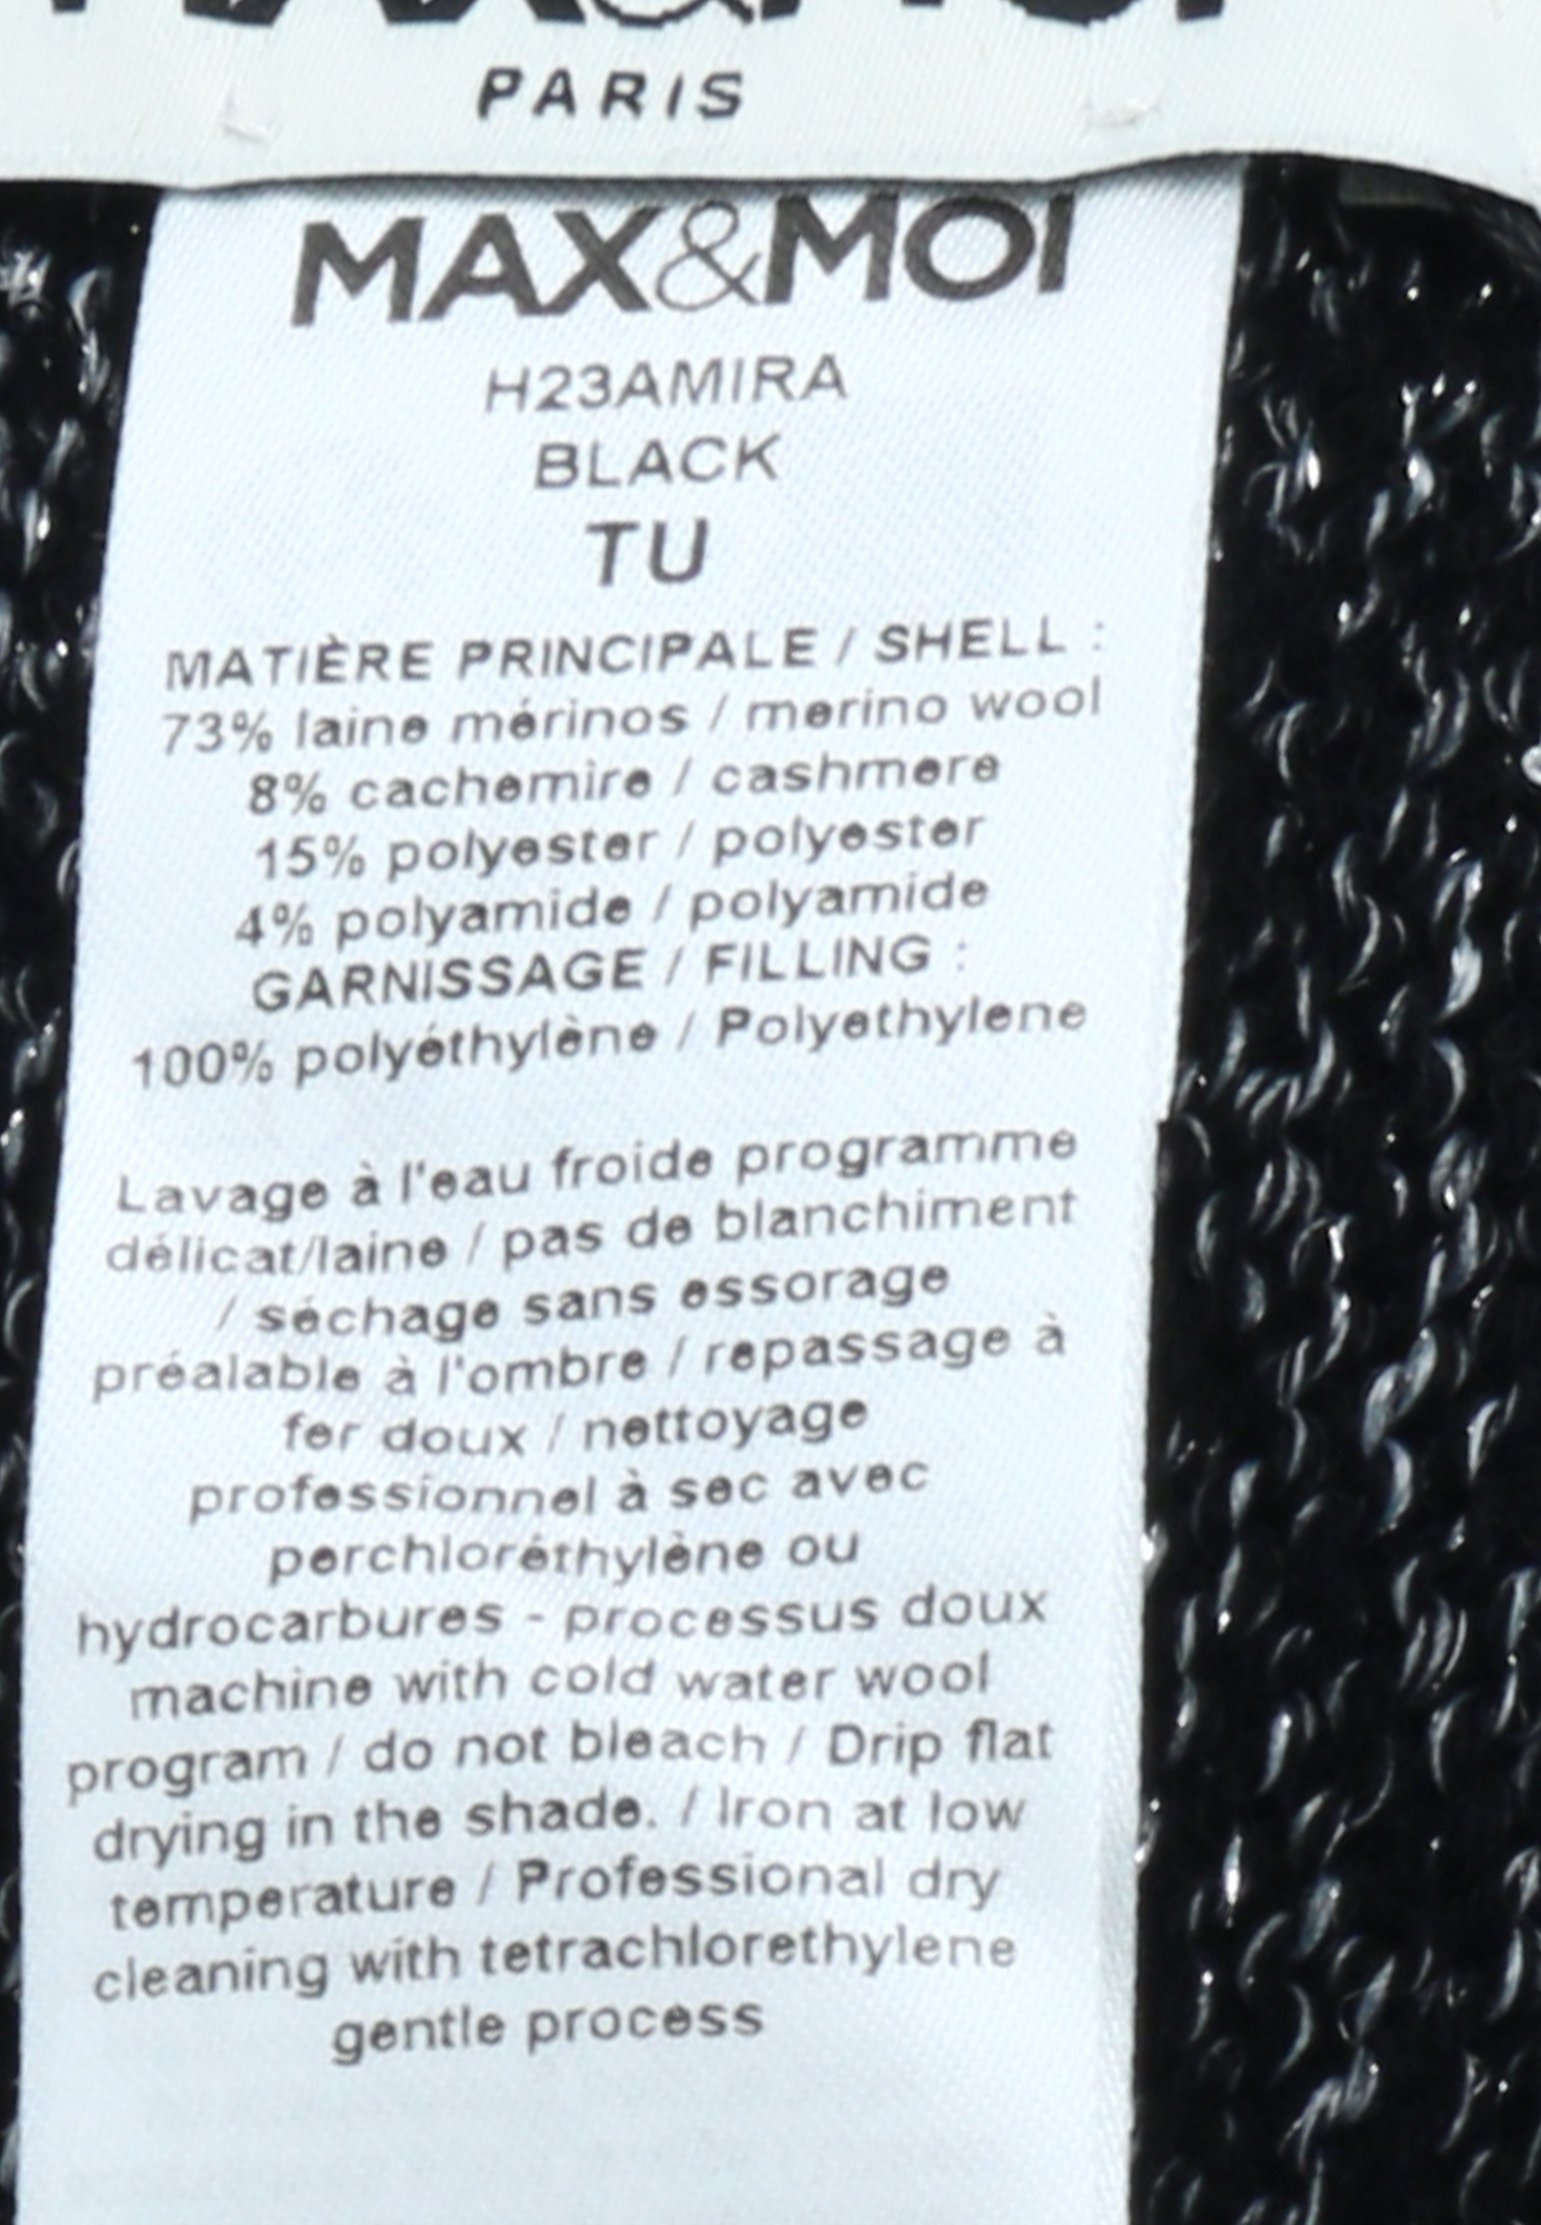 MAX&MOI
PARIS
MAX&MOI
H23AMIRA
BLACK
TU
MATIÈRE PRINCIPALE / SHELL :
73% laine mérinos / merino wool
8% cachemire / cashmere
15% polyester / polyester
4% polyamide / polyamide
GARNISSAGE / FILLING :
100% polyéthylène / Polyethylene
Lavage à l'eau froide programme
délicat/laine / pas de blanchiment
/ séchage sans essorage
préalable à l'ombre / repassage à
fer doux / nettoyage
professionnel à sec avec
perchloréthylène ou
hydrocarbures - processus doux
machine with cold water wool
program / do not bleach / Drip flat
drying in the shade. / Iron at low
temperature / Professional dry
cleaning with tetrachlorethylene
gentle process